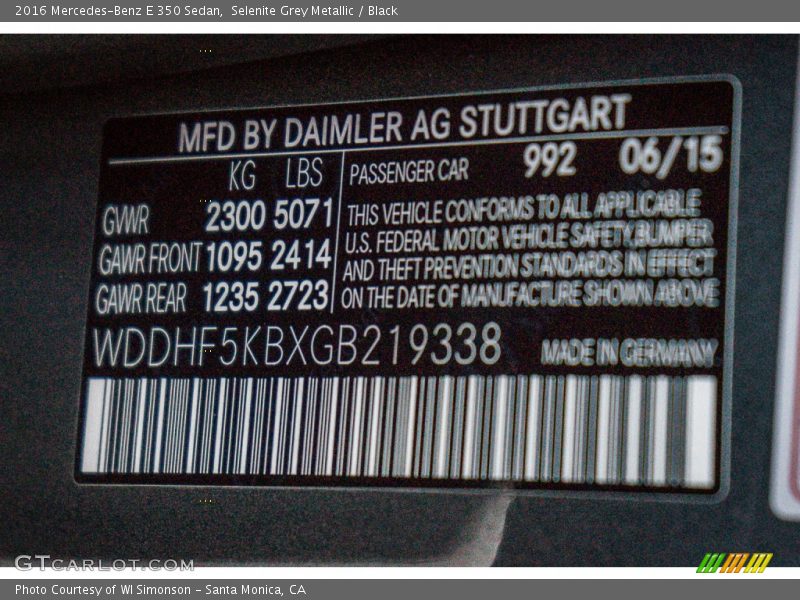 2016 Mercedes-Benz E 350 Sedan, Selenite Grey Metallic / Black
MFD BY DAIMLER AG STUTTGART
KG LBS PASSENGER CAR 992 06/15
GVWR 2300 5071
GAWR FRONT 1095 2414
GAWR REAR 1235 2723
THIS VEHICLE CONFORMS TO ALL APPLICABLE
U.S. FEDERAL MOTOR VEHICLE SAFETY, BUMPER
AND THEFT PREVENTION STANDARDS IN EFFECT
ON THE DATE OF MANUFACTURE SHOWN ABOVE
WDDHF5KBXGB219338 MADE IN GERMANY
GTCARLOT.COM
Photo Courtesy of WI Simonson - Santa Monica, CA